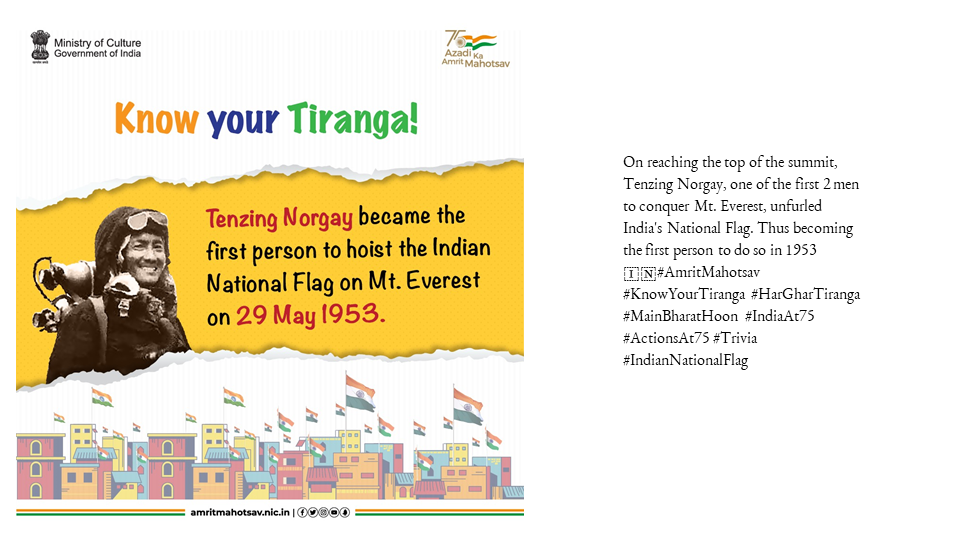 Ministry of Culture
Government of India
75
Azadi Ka
Amrit Mahotsav
Know your Tiranga!
Tenzing Norgay became the
first person to hoist the Indian
National Flag on Mt. Everest
on 29 May 1953.
amritmahotsav.nic.in |
On reaching the top of the summit,
Tenzing Norgay, one of the first 2 men
to conquer Mt. Everest, unfurled
India's National Flag. Thus becoming
the first person to do so in 1953
🇮🇳#AmritMahotsav
#KnowYourTiranga #HarGharTiranga
#MainBharatHoon #IndiaAt75
#ActionsAt75 #Trivia
#IndianNationalFlag